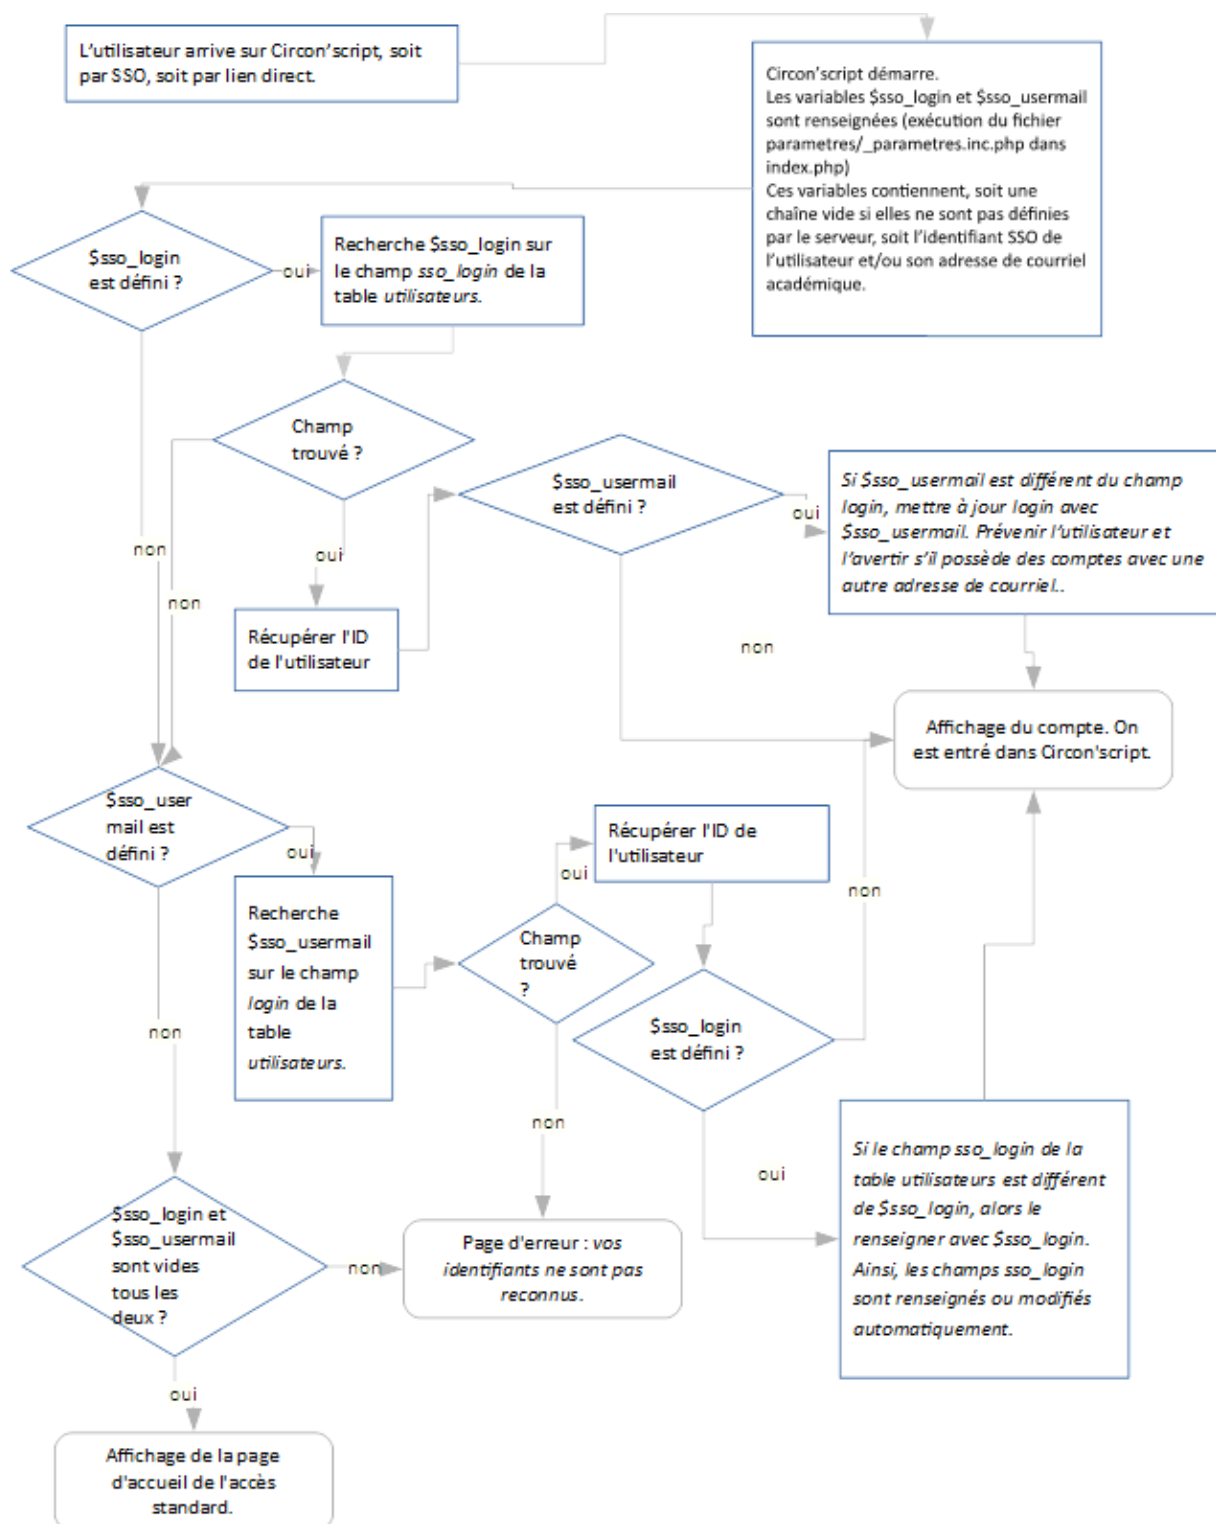 L'utilisateur arrive sur Circon'script, soit
par SSO, soit par lien direct.
Circon'script démarre.
Les variables $sso_login et $sso_usermail
sont renseignées (exécution du fichier
parametres/_parametres.inc.php dans
index.php)
Ces variables contiennent, soit une
chaîne vide si elles ne sont pas définies
par le serveur, soit l'identifiant SSO de
l'utilisateur et/ou son adresse de courriel
académique.
$sso_login
est défini ?
oui
Recherche $sso_login sur
le champ sso_login de la
table utilisateurs.
non
Champ
trouvé ?
oui
non
Récupérer l'ID
de l'utilisateur
$sso_usermail
est défini ?
oui
Si $sso_usermail est différent du champ
login, mettre à jour login avec
$sso_usermail. Prévenir l'utilisateur et
l'avertir s'il possède des comptes avec une
autre adresse de courriel..
non
Affichage du compte. On
est entré dans Circon'script.
$sso_user
mail est
défini ?
oui
Recherche
$sso_usermail
sur le champ
login de la
table
utilisateurs.
non
Champ
trouvé
?
oui
Récupérer l'ID de
l'utilisateur
non
$sso_login
est défini ?
non
oui
Si le champ sso_login de la
table utilisateurs est différent
de $sso_login, alors le
renseigner avec $sso_login.
Ainsi, les champs sso_login
sont renseignés ou modifiés
automatiquement.
$sso_login et
$sso_usermail
sont vides
tous les
deux ?
non
Page d'erreur : vos
identifiants ne sont pas
reconnus.
oui
Affichage de la page
d'accueil de l'accès
standard.